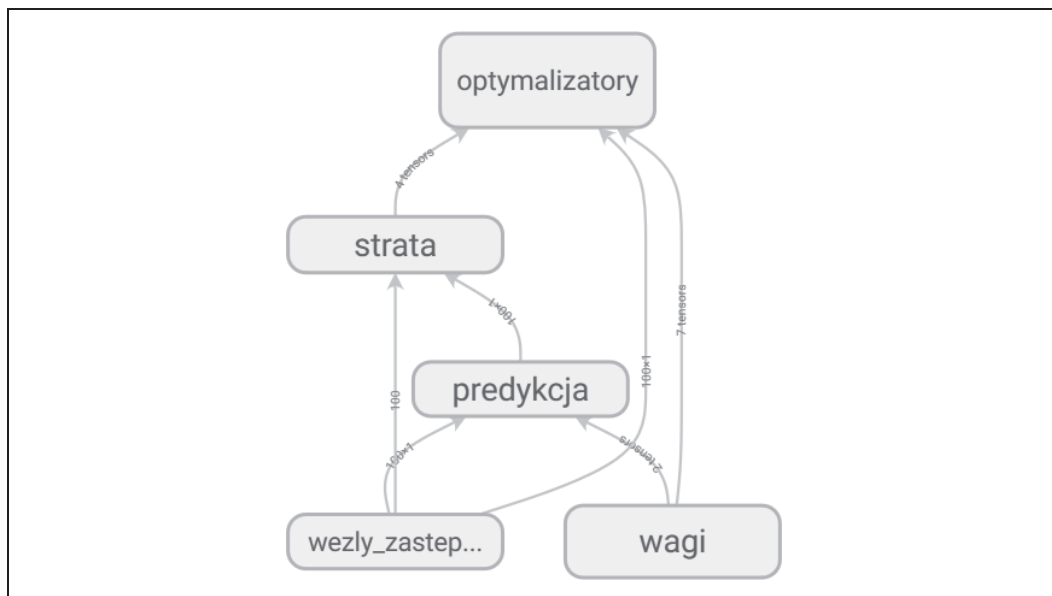 optymalizatory
4 tensors
strata
100×1
7 tensors
predykcja
100×1
100
100×1
2 tensors
wezly_zastep...
wagi